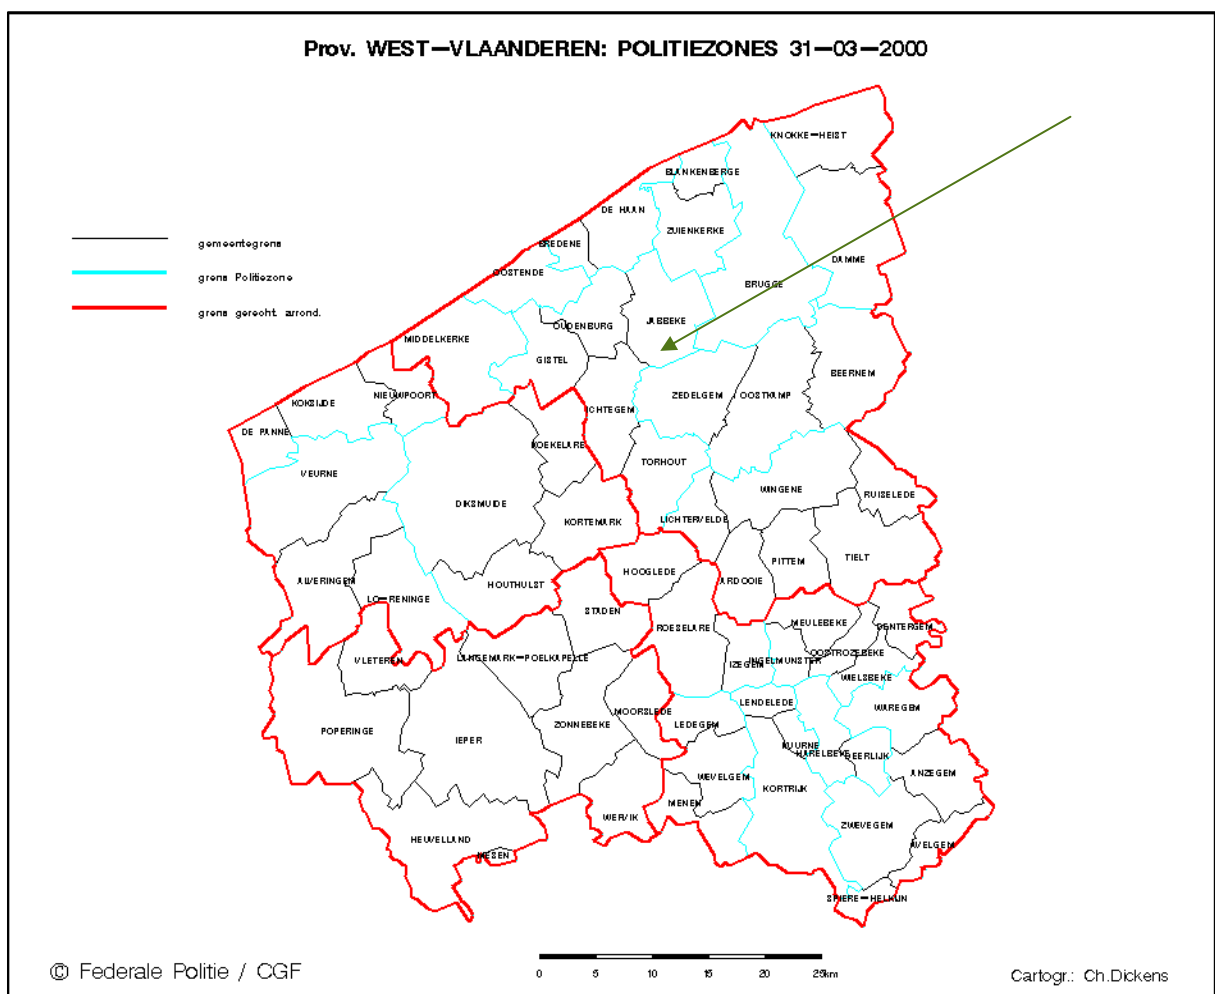 Prov. WEST-VLAANDEREN: POLITIEZONES 31-03-2000
KNOKKE-HEIST
BLANKENBERGE
DE HAAN
ZUIENKERKE
BREDENE
gemeentegrens
DAMME
OOSTENDE
grens Politiezone
BRUGGE
grens gerecht. arrond.
JABBEKE
OUDENBURG
MIDDELKERKE
GISTEL
BEERNEM
NIEUWPOORT
ZEDELGEM
OOSTKAMP
KOKSIJDE
ICHTEGEM
DE PANNE
KOEKELARE
TORHOUT
VEURNE
WINGENE
RUISELEDE
DIKSMUIDE
KORTEMARK
LICHTERVELDE
PITTEM
TIELT
HOOGLEDE
ARDOOIE
ALVERINGEM
HOUTHULST
LO-RENINGE
STADEN
MEULEBEKE
ROESELARE
DENTERGEM
OOSTROZEBEKE
VLETEREN
LANGEMARK-POELKAPELLE
IZEGEM
INGELMUNSTER
WIELSBEKE
LENDELEDE
WAREGEM
MOORSLEDE
ZONNEBEKE
LEDEGEM
POPERINGE
IEPER
KUURNE
HARELBEKE
DEERLIJK
ANZEGEM
WEVELGEM
KORTRIJK
MENEN
WERVIK
ZWEVEGEM
HEUVELLAND
AVELGEM
MESEN
SPIERE-HELKIJN
© Federale Politie / CGF
0 5 10 15 20 25km
Cartogr.: Ch.Dickens